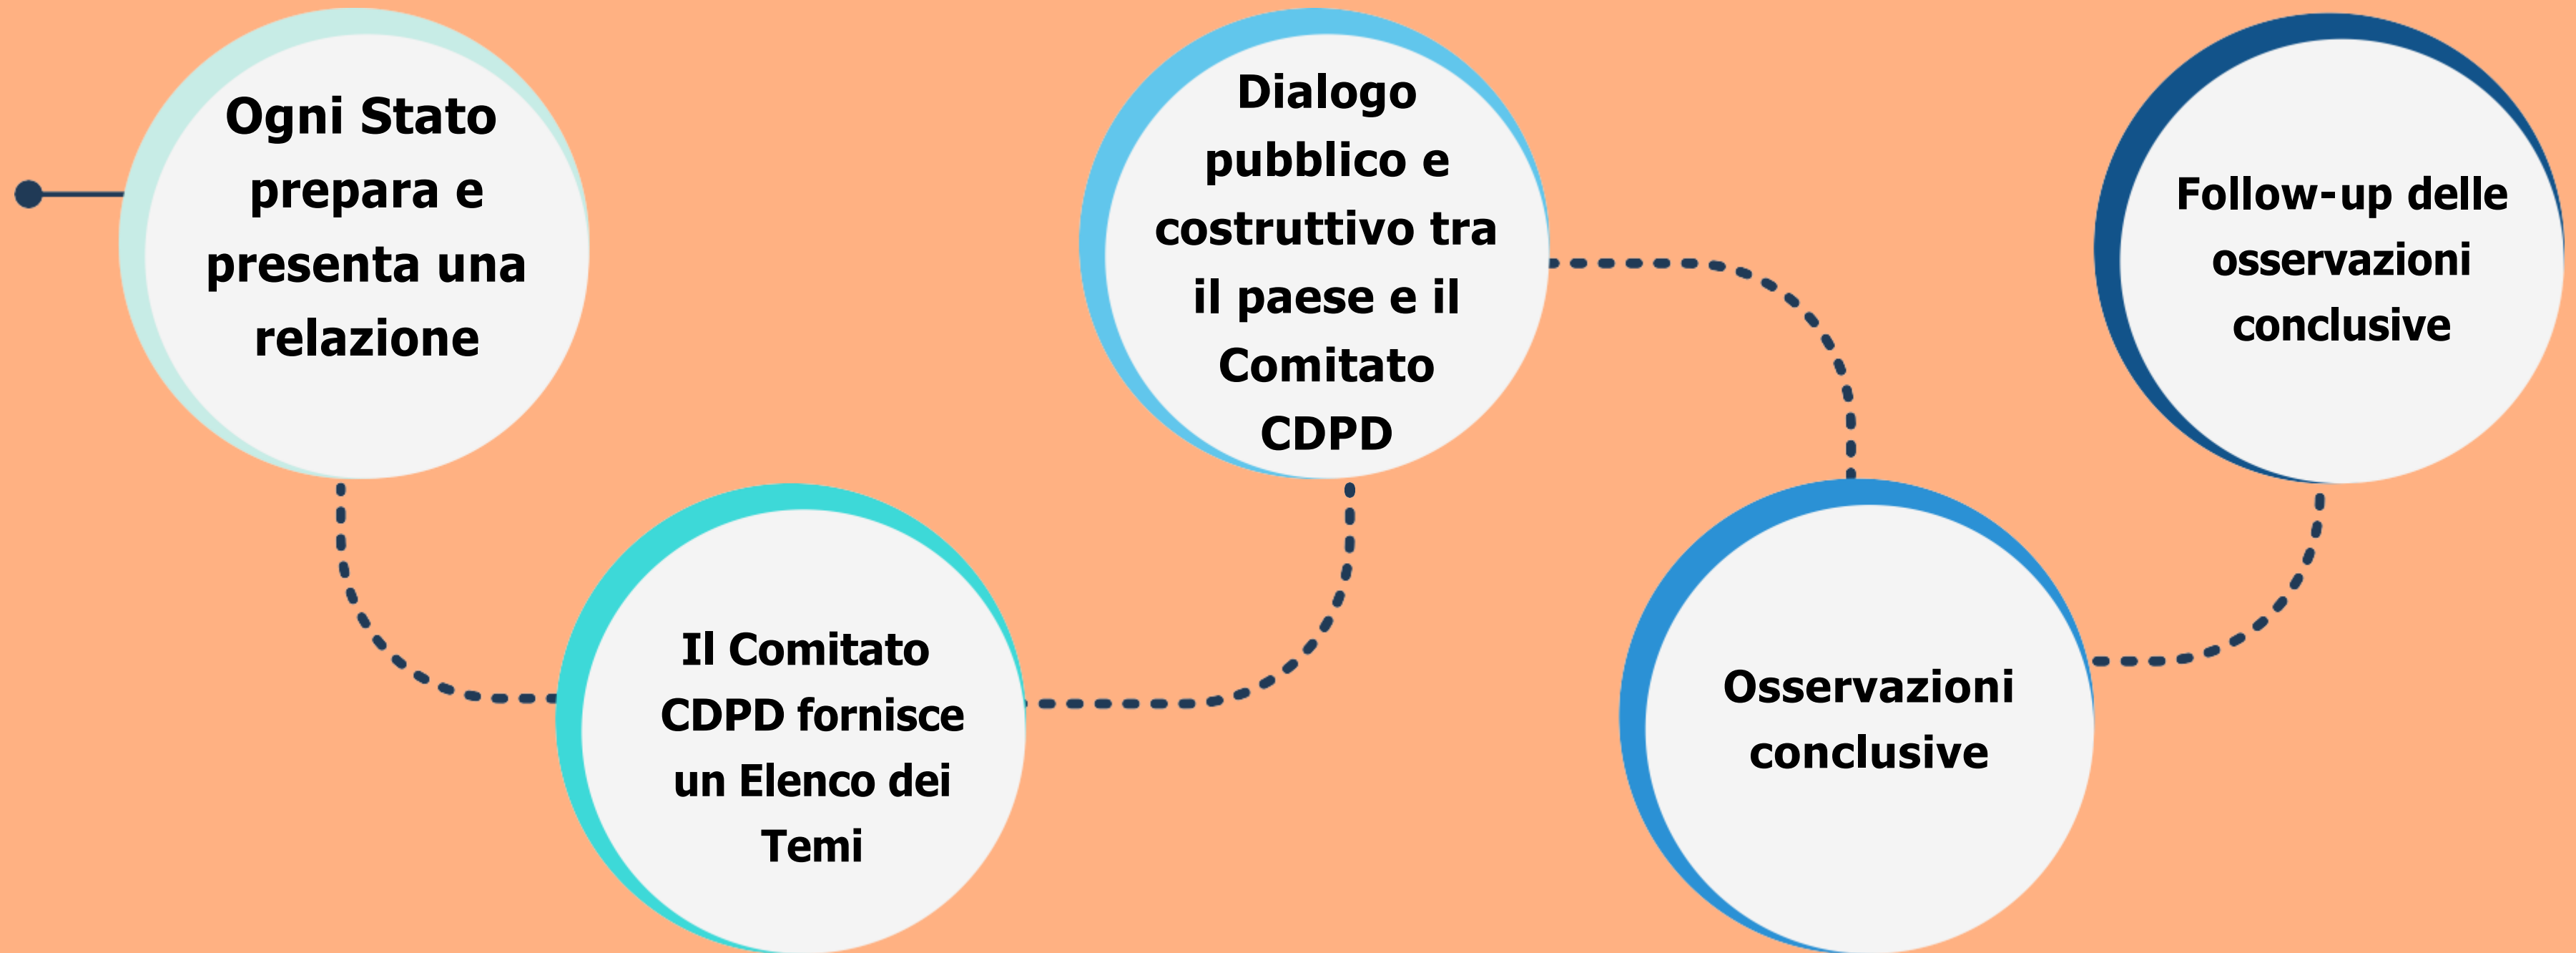 Ogni Stato
prepara e
presenta una
relazione
Il Comitato
CDPD fornisce
un Elenco dei
Temi
Dialogo
pubblico e
costruttivo tra
il paese e il
Comitato
CDPD
Osservazioni
conclusive
Follow-up delle
osservazioni
conclusive